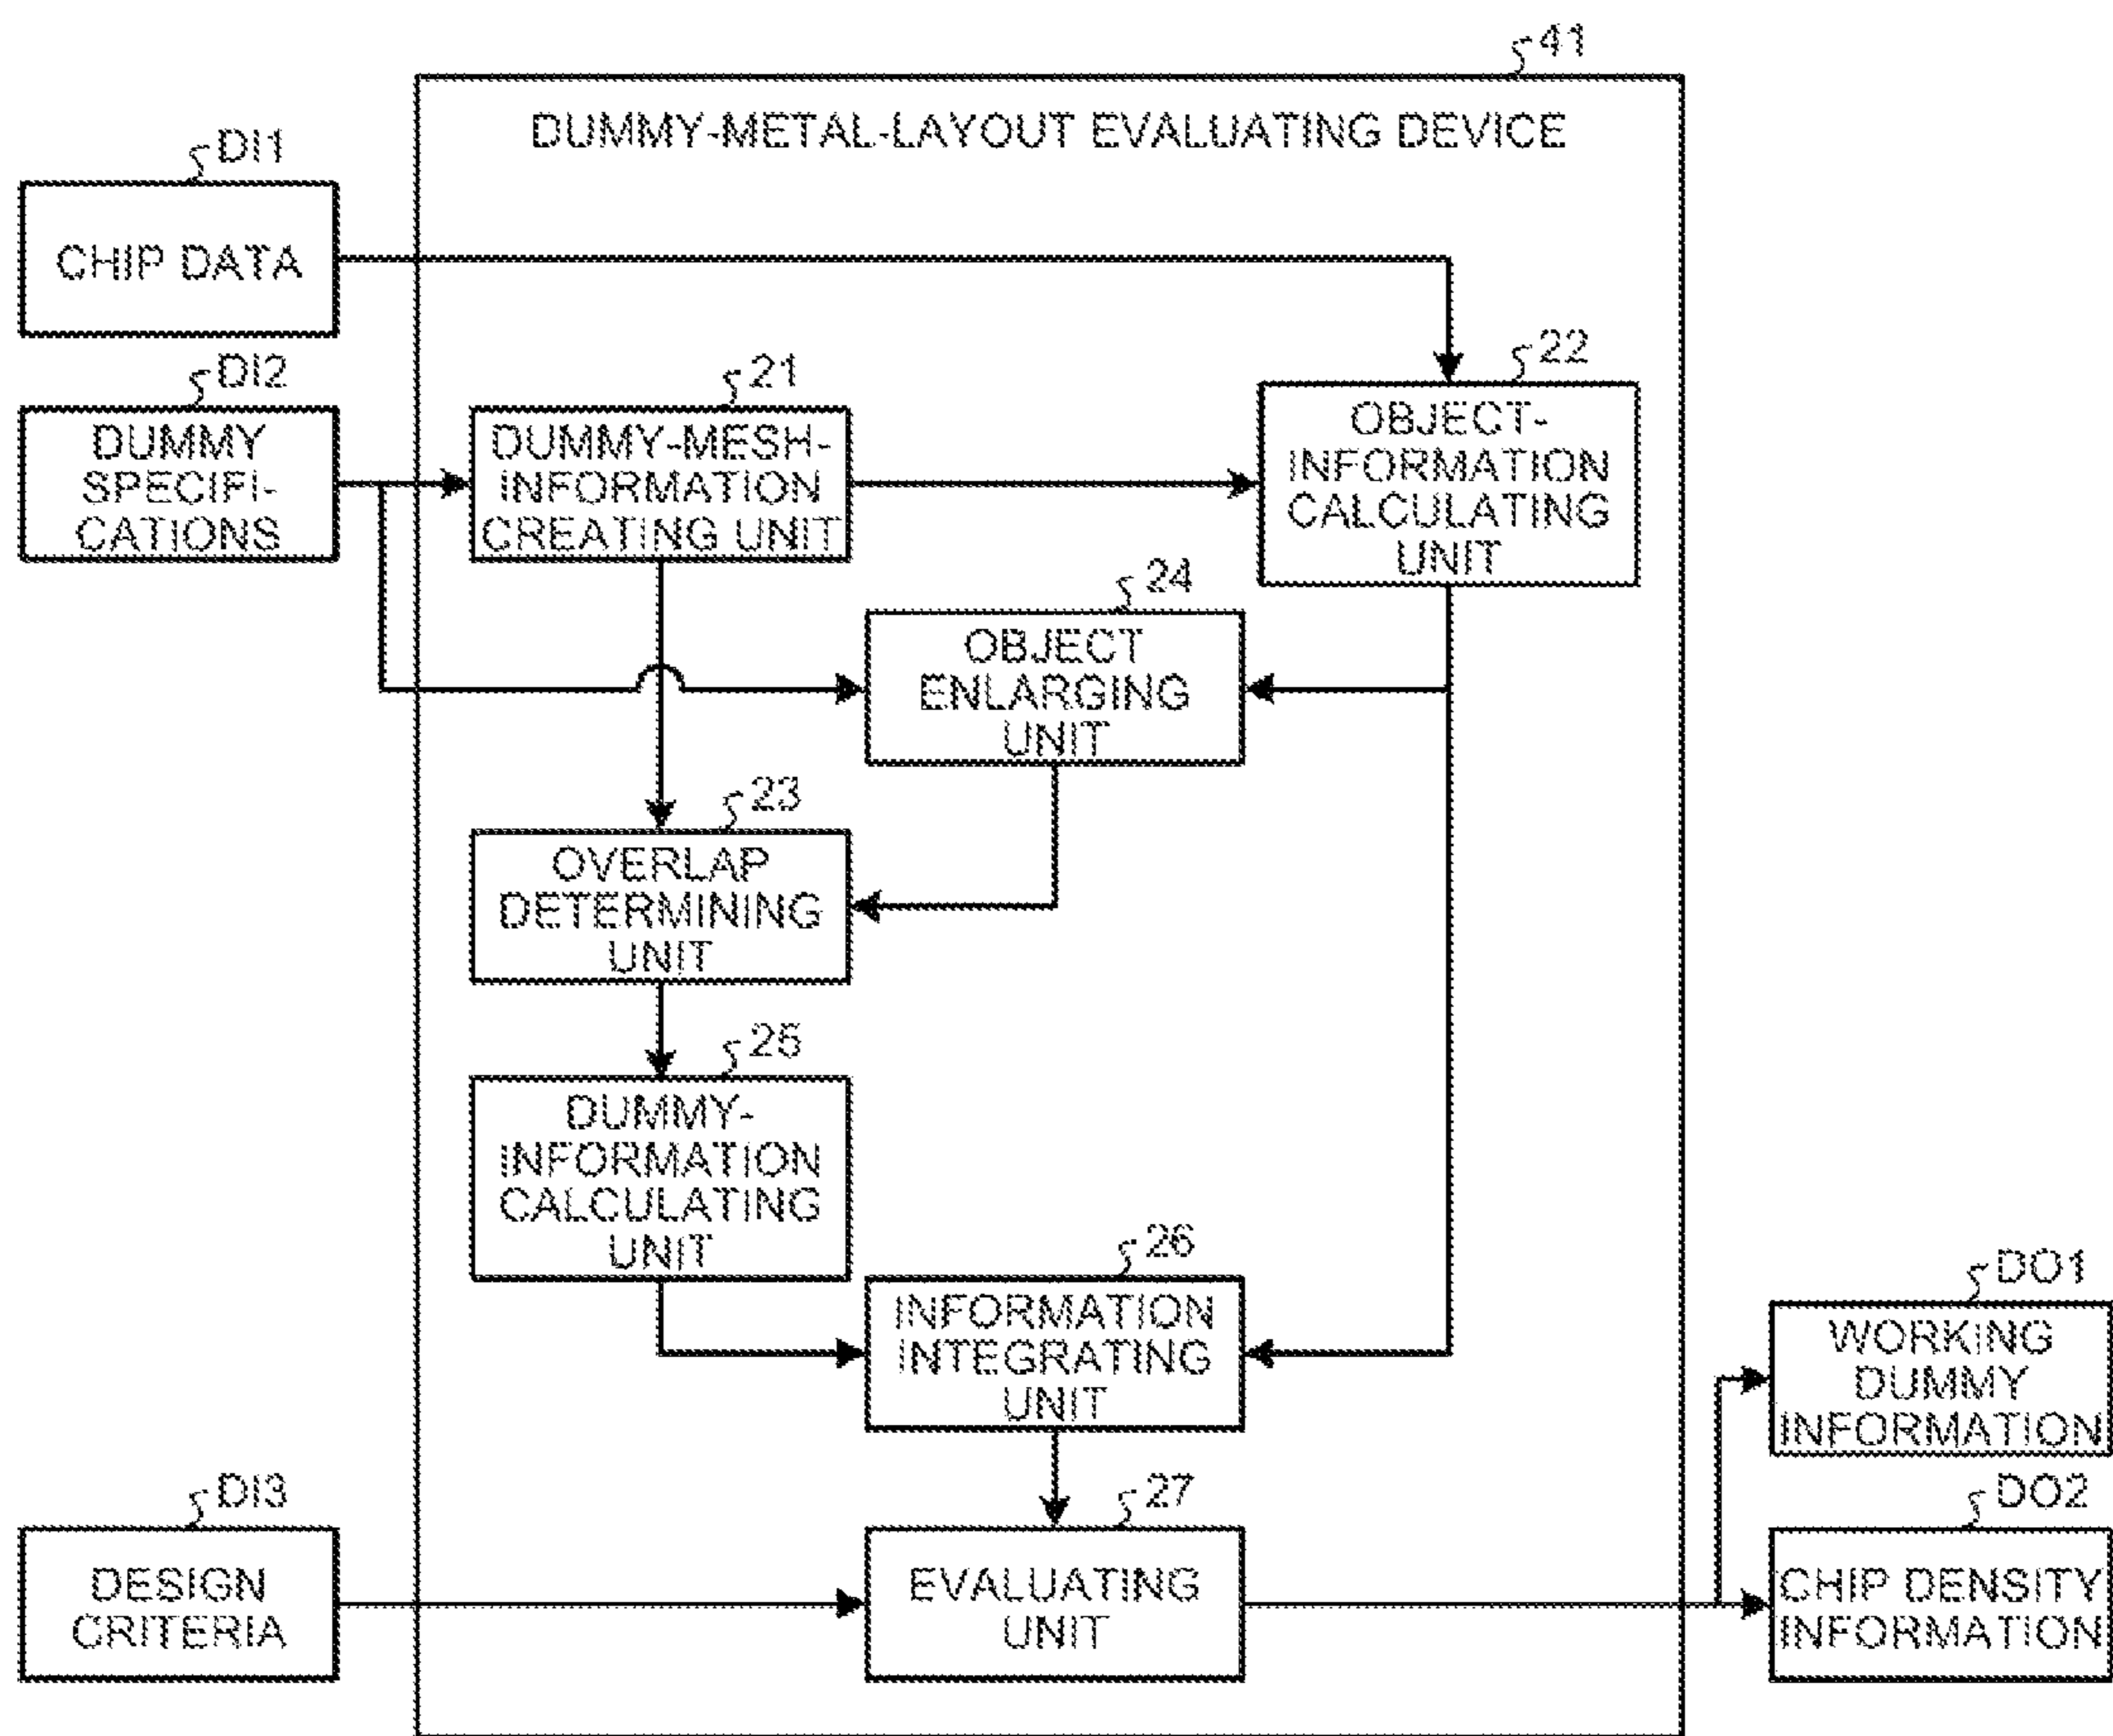 41
DUMMY-METAL-LAYOUT EVALUATING DEVICE
DI1
CHIP DATA
DI2
DUMMY
SPECIFI-
CATIONS
21
DUMMY-MESH-
INFORMATION
CREATING UNIT
22
OBJECT-
INFORMATION
CALCULATING
UNIT
24
OBJECT
ENLARGING
UNIT
23
OVERLAP
DETERMINING
UNIT
25
DUMMY-
INFORMATION
CALCULATING
UNIT
26
INFORMATION
INTEGRATING
UNIT
DO1
WORKING
DUMMY
INFORMATION
DI3
DESIGN
CRITERIA
27
EVALUATING
UNIT
DO2
CHIP DENSITY
INFORMATION